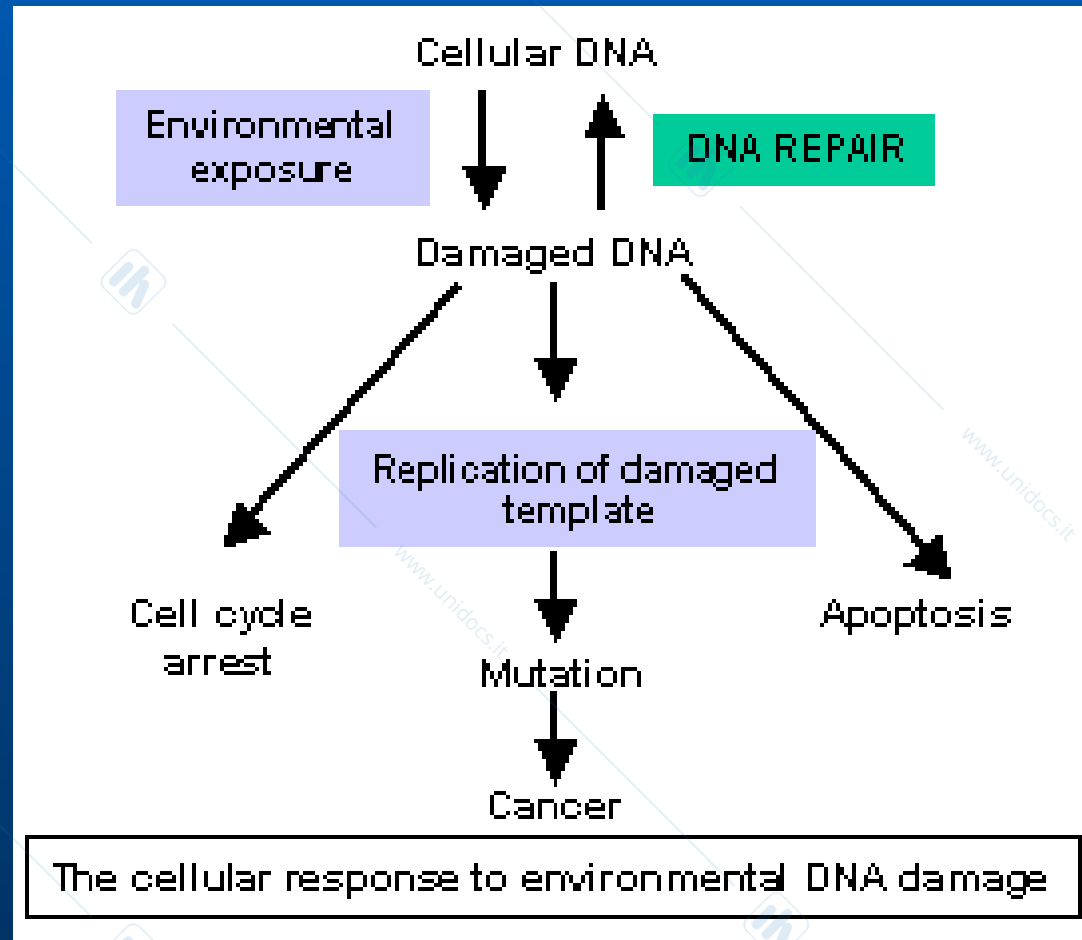 Cellular DNA
Environmental
exposure
DNA REPAIR
Damaged DNA
Replication of damaged
template
Cell cycle
arrest
Apoptosis
Mutation
Cancer
The cellular response to environmental DNA damage
www.unidocs.it
www.unidocs.it